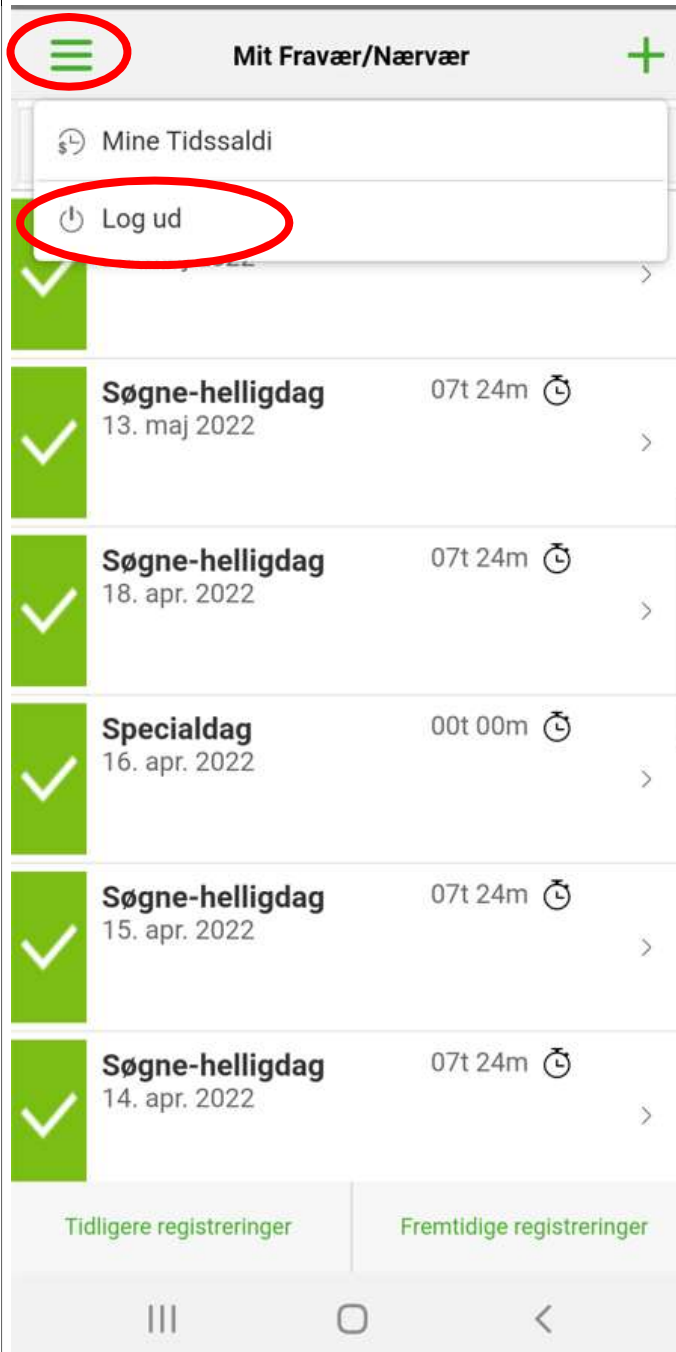 Mit Fravær/Nærvær
Mine Tidssaldi
Log ud
2022
Søgne-helligdag 07t 24m
13. maj 2022
Søgne-helligdag 07t 24m
18. apr. 2022
Specialdag 00t 00m
16. apr. 2022
Søgne-helligdag 07t 24m
15. apr. 2022
Søgne-helligdag 07t 24m
14. apr. 2022
Tidligere registreringer Fremtidige registreringer